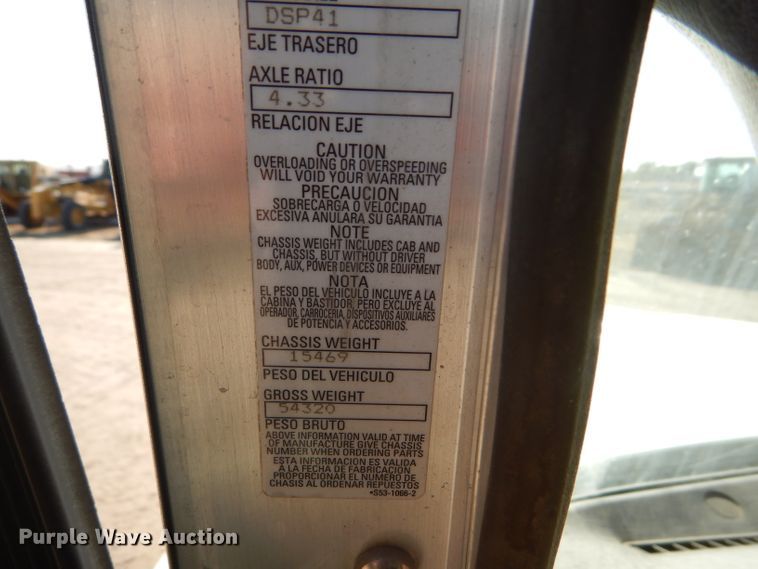 DSP41
EJE TRASERO
AXLE RATIO
4.33
RELACION EJE
CAUTION
OVERLOADING OR OVERSPEEDING
WILL VOID YOUR WARRANTY
PRECAUCION
SOBRECARGA O VELOCIDAD
EXCESIVA ANULARA SU GARANTIA
NOTE
CHASSIS WEIGHT INCLUDES CAB AND
CHASSIS, BUT WITHOUT DRIVER
BODY, AUX, POWER DEVICES OR EQUIPMENT
NOTA
EL PESO DEL VEHICULO INCLUYE A LA
CABINA Y BASTIDOR, PERO EXCLUYE AL
OPERADOR, CARROCERIA, DISPOSITIVOS AUXILIARES
DE POTENCIA Y ACCESORIOS.
CHASSIS WEIGHT
15469
PESO DEL VEHICULO
GROSS WEIGHT
54320
PESO BRUTO
ABOVE INFORMATION VALID AT TIME
OF MANUFACTURE GIVE CHASSIS
NUMBER WHEN ORDERING PARTS
ESTA INFORMACION ES VALIDA
A LA FECHA DE FABRICACION
PROPORCIONAR EL NUMERO DE
CHASIS AL ORDENAR REPUESTOS
*S53-1066-2
Purple Wave Auction